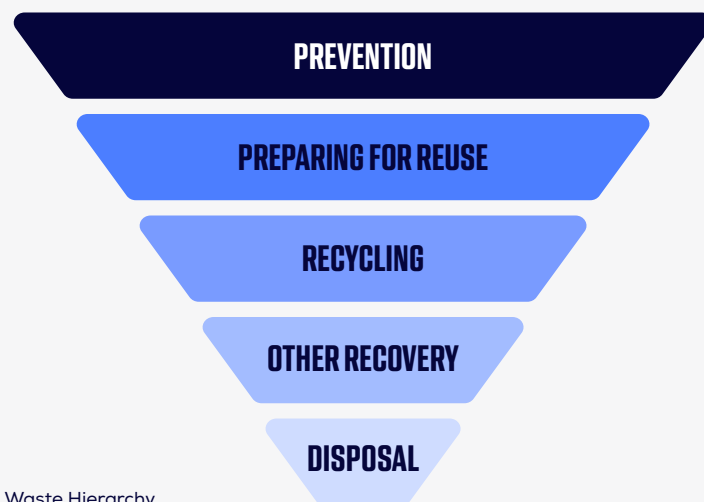 PREVENTION
PREPARING FOR REUSE
RECYCLING
OTHER RECOVERY
DISPOSAL
Waste Hierarchy